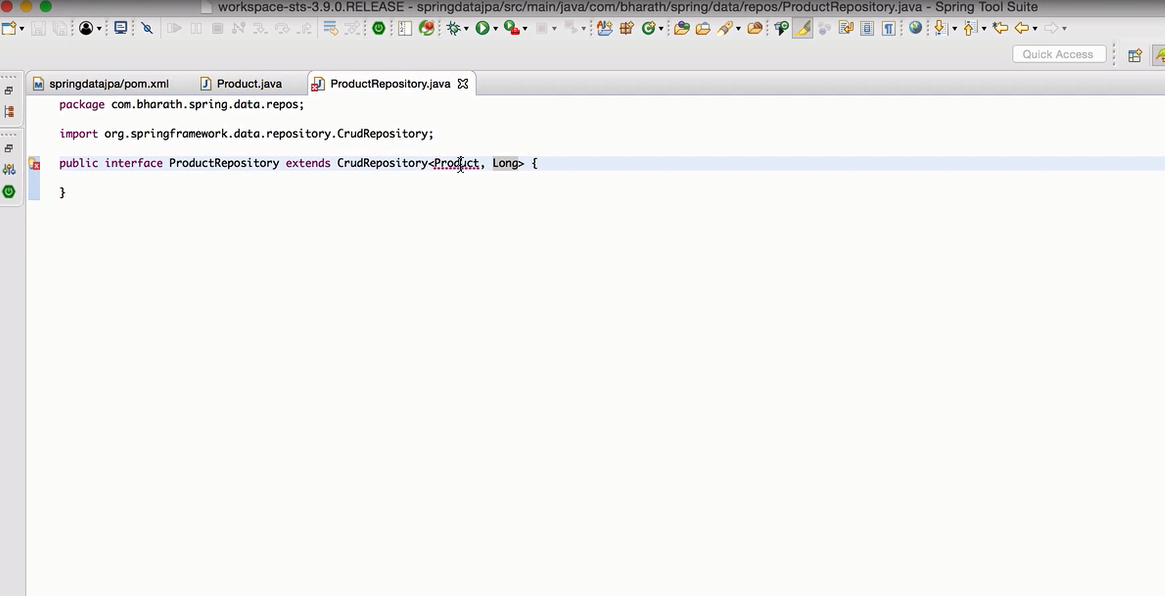 workspace-sts-3.9.0.RELEASE - springdatajpa/src/main/java/com/bharath/spring/data/repos/ProductRepository.java - Spring Tool Suite
Quick Access
springdatajpa/pom.xml Product.java ProductRepository.java
package com.bharath.spring.data.repos;
import org.springframework.data.repository.CrudRepository;
public interface ProductRepository extends CrudRepository<Product, Long> {
}